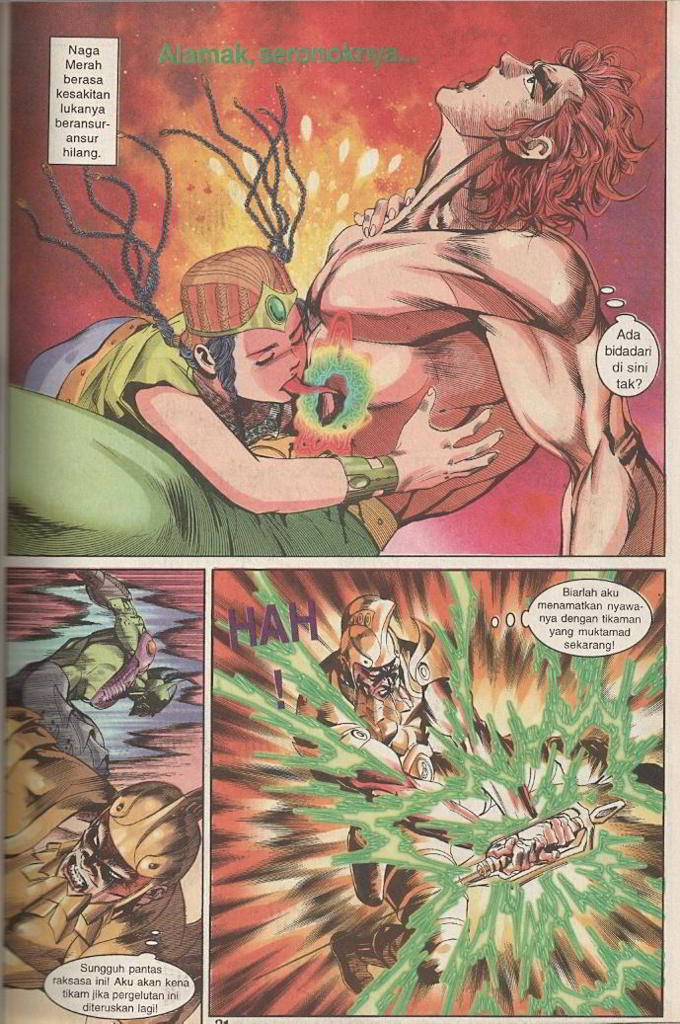 Naga
Merah
berasa
kesakitan
lukanya
beransur-
ansur
hilang.
Alamak, seronoknya...
Ada
bidadari
di sini
tak?
Sungguh pantas
raksasa ini! Aku akan kena
tikam jika pergelutan ini
diteruskan lagi!
HAH
!
Biarlah aku
menamatkan nyawa-
nya dengan tikaman
yang muktamad
sekarang!